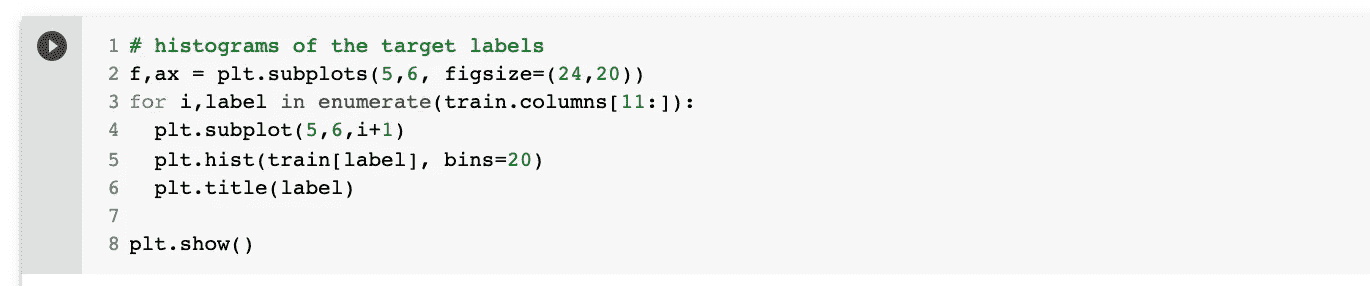 1 # histograms of the target labels
2 f,ax = plt.subplots(5,6, figsize=(24,20))
3 for i,label in enumerate(train.columns[11:]):
4   plt.subplot(5,6,i+1)
5   plt.hist(train[label], bins=20)
6   plt.title(label)
7
8 plt.show()